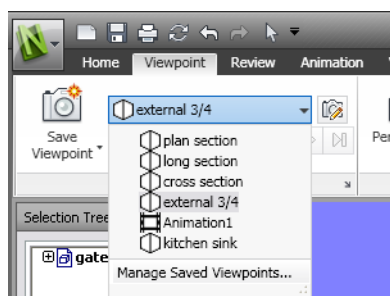 Home Viewpoint Review Animation
external 3/4
Save
Viewpoint
plan section
long section
cross section
external 3/4
Animation1
kitchen sink
Manage Saved Viewpoints...
Selection Tree
gate